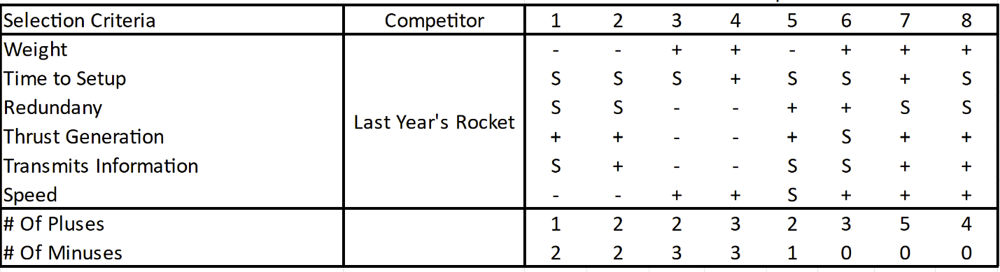 Selection Criteria Competitor 1 2 3 4 5 6 7 8
Weight - - + + - + + +
Time to Setup S S S + S S + S
Redundany S S - - + + S S
Last Year's Rocket
Thrust Generation + + - - + S + +
Transmits Information S + - - S S + +
Speed - - + + S + + +
# Of Pluses 1 2 2 3 2 3 5 4
# Of Minuses 2 2 3 3 1 0 0 0